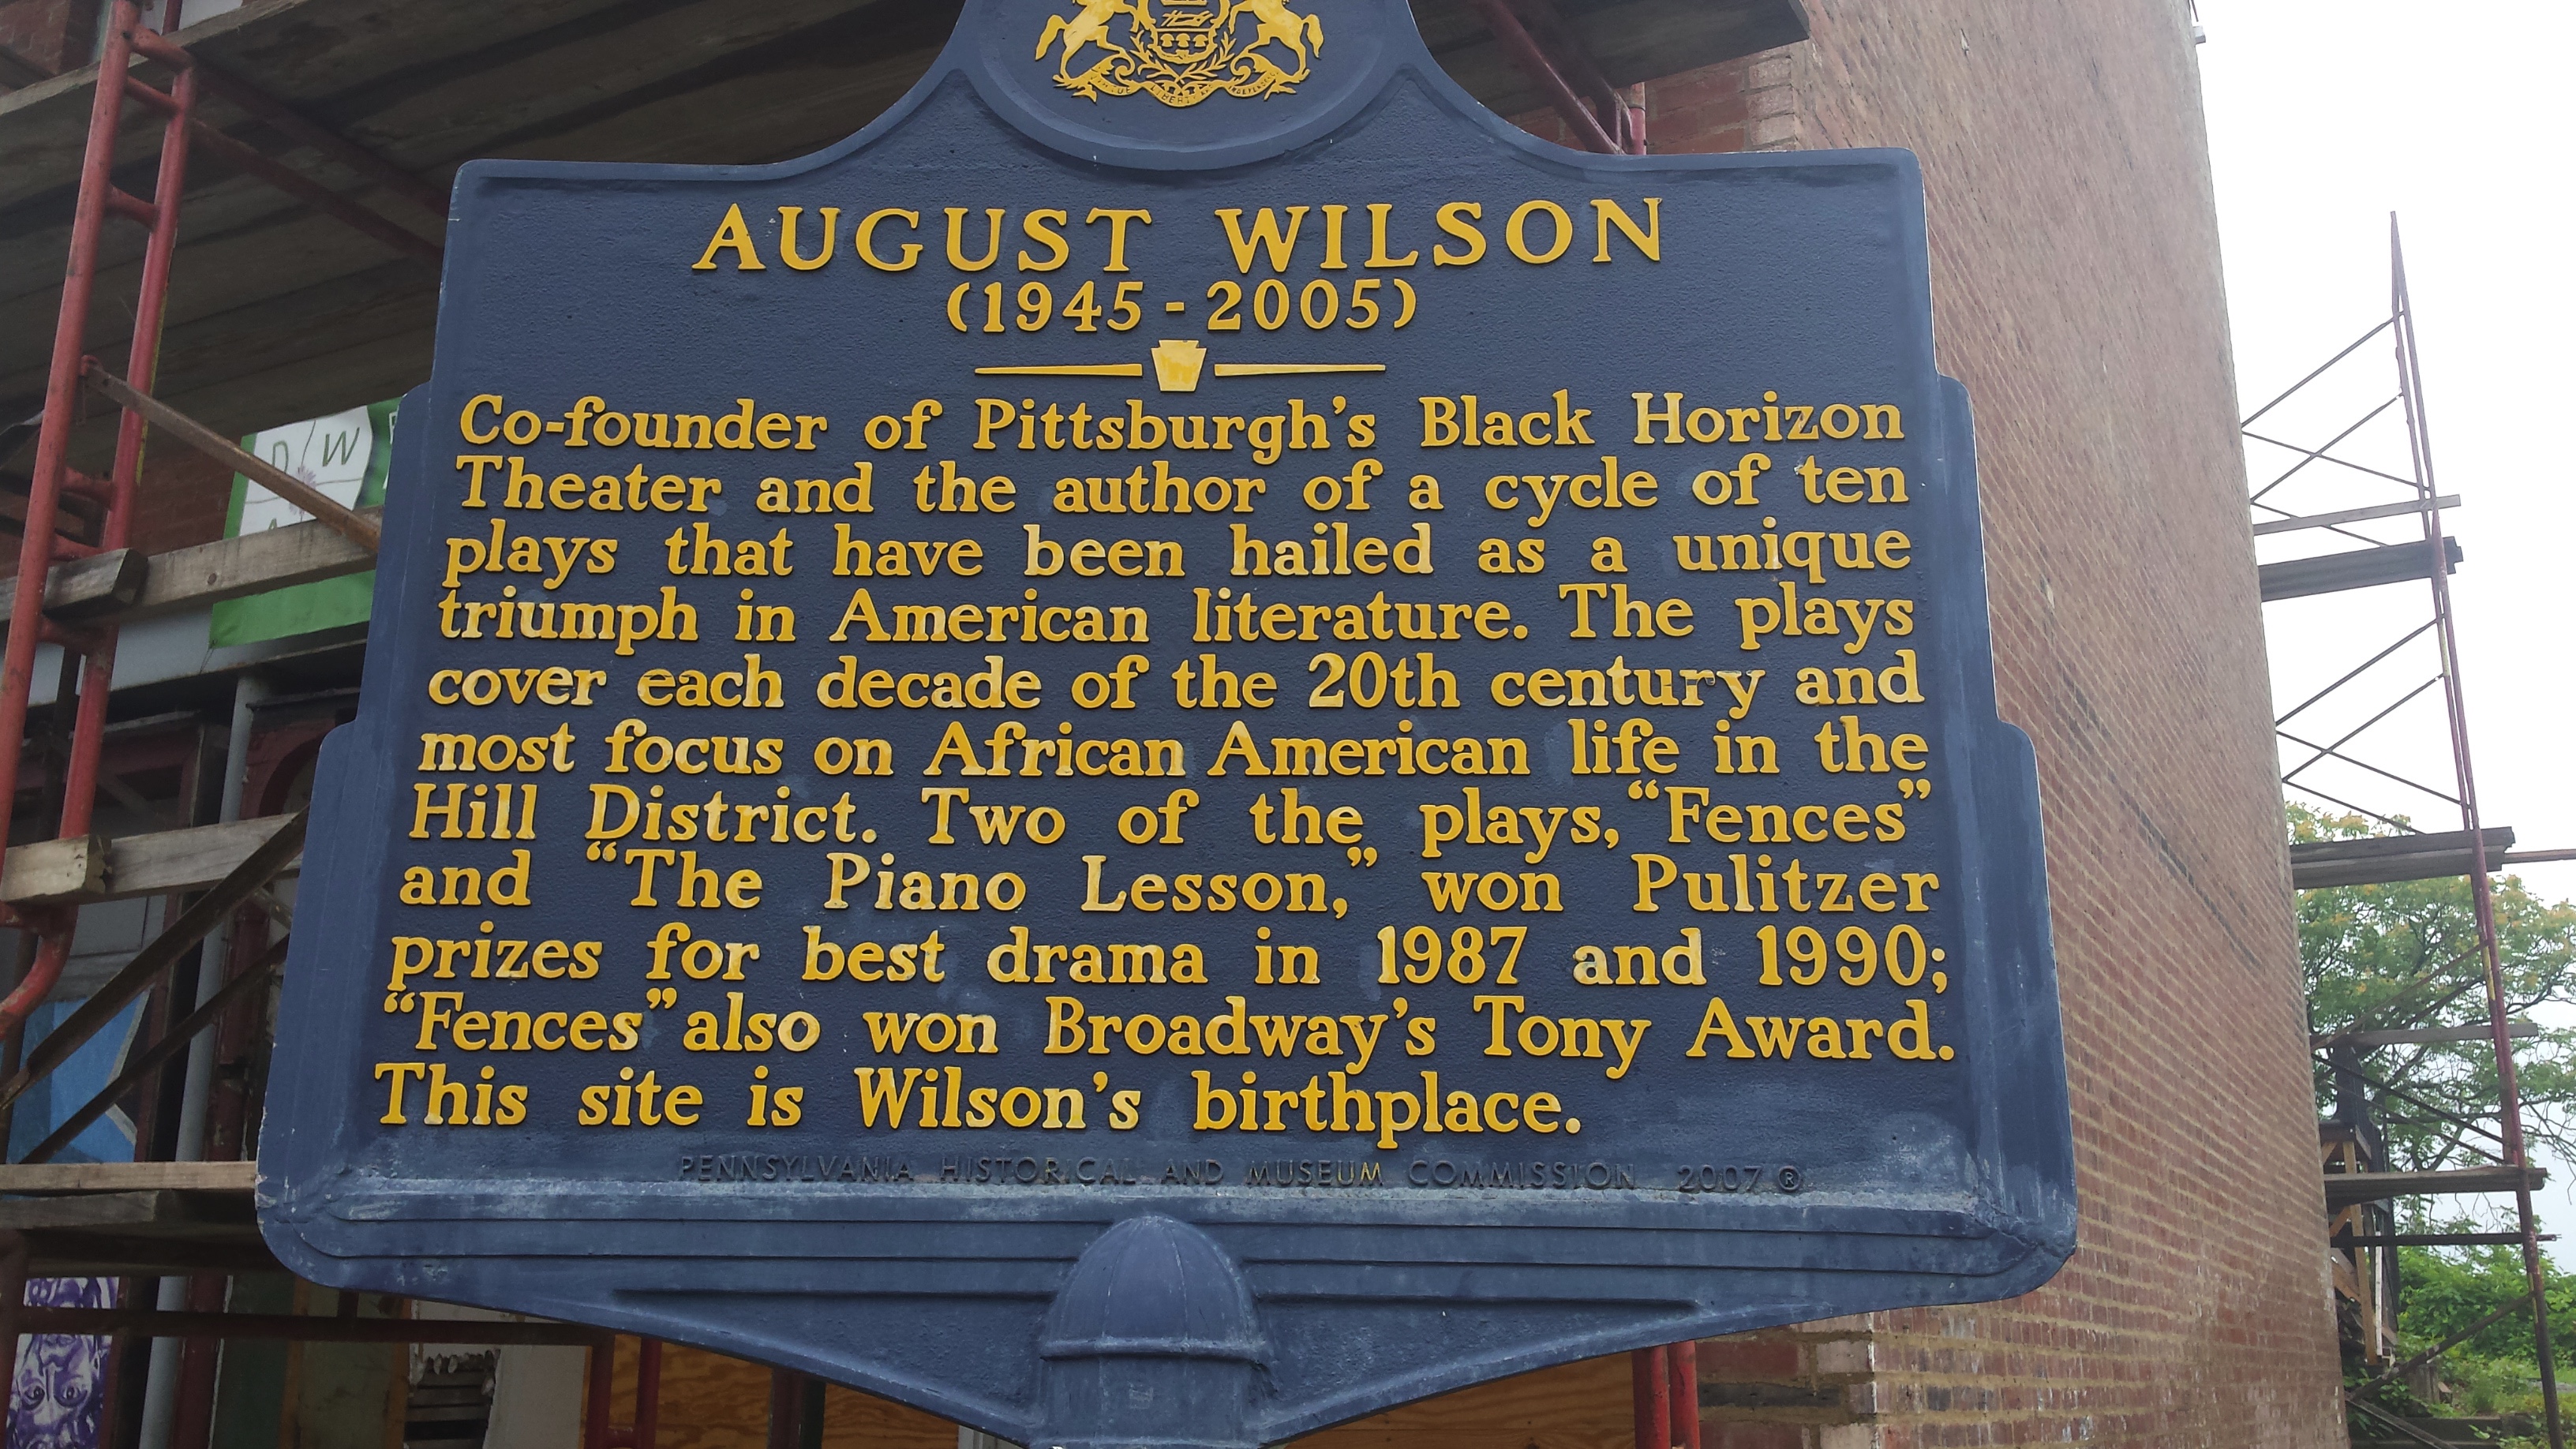 AUGUST WILSON
(1945-2005)
Co-founder of Pittsburgh's Black Horizon
Theater and the author of a cycle of ten
plays that have been hailed as a unique
triumph in American literature. The plays
cover each decade of the 20th century and
most focus on African American life in the
Hill District. Two of the plays, "Fences"
and "The Piano Lesson," won Pulitzer
prizes for best drama in 1987 and 1990;
"Fences" also won Broadway's Tony Award.
This site is Wilson's birthplace.
PENNSYLVANIA HISTORICAL AND MUSEUM COMMISSION 2007 ®